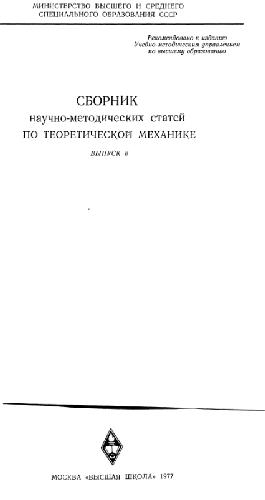 МИНИСТЕРСТВО ВЫСШЕГО И СРЕДНЕГО
СПЕЦИАЛЬНОГО ОБРАЗОВАНИЯ СССР
Рекомендовано к изданию
Учебно-методическим управлением
по высшему образованию
СБОРНИК
научно-методических статей
ПО ТЕОРЕТИЧЕСКОЙ МЕХАНИКЕ
ВЫПУСК 8
МОСКВА «ВЫСШАЯ ШКОЛА» 1977